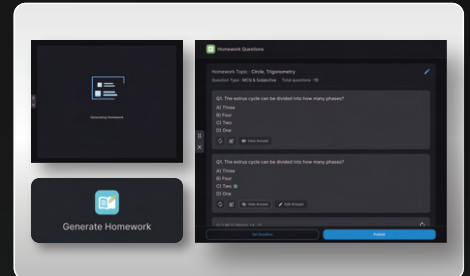 Generating Homework
Generate Homework
Homework Questions
Homework Topic : Circle, Trigonometry
Question Type : MCQ & Subjective Total questions : 10
Q1. The estrus cycle can be divided into how many phases?
A) Three
B) Four
C) Two
D) One
View Answer
Q1. The estrus cycle can be divided into how many phases?
A) Three
B) Four
C) Two
D) One
Hide Answer
Edit Answer
Set Deadline
Publish